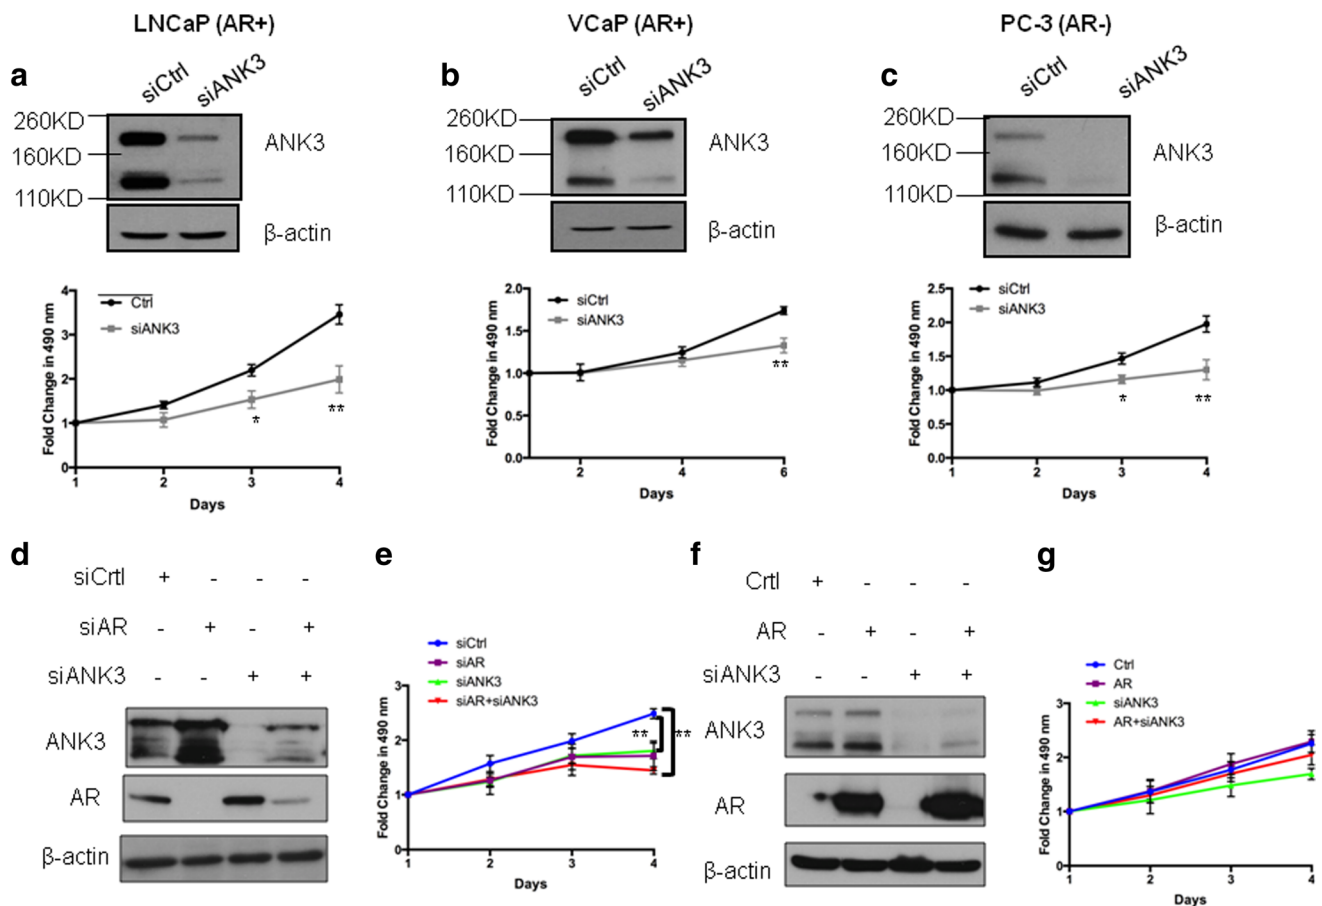 LNCaP (AR+)
VCaP (AR+)
PC-3 (AR-)
a
siCtrl
siANK3
260KD
160KD
110KD
ANK3
β-actin
Fold Change in 490 nm
4
3
2
1
0
Ctrl
siANK3
*
**
1 2 3 4
Days
b
siCtrl
siANK3
260KD
160KD
110KD
ANK3
β-actin
Fold Change in 490 nm
2.0
1.5
1.0
0.5
0.0
siCtrl
siANK3
**
2 4 6
Days
c
siCtrl
siANK3
260KD
160KD
110KD
ANK3
β-actin
Fold Change in 490 nm
2.5
2.0
1.5
1.0
0.5
0.0
siCtrl
siANK3
*
**
1 2 3 4
Days
d
siCrtl + - - -
siAR - + - +
siANK3 - - + +
ANK3
AR
β-actin
e
siCtrl
siAR
siANK3
siAR+siANK3
Fold Change in 490 nm
3
2
1
0
** **
1 2 3 4
Days
f
Crtl + - - -
AR - + - +
siANK3 - - + +
ANK3
AR
β-actin
g
Ctrl
AR
siANK3
AR+siANK3
Fold Change in 490 nm
3
2
1
0
1 2 3 4
Days